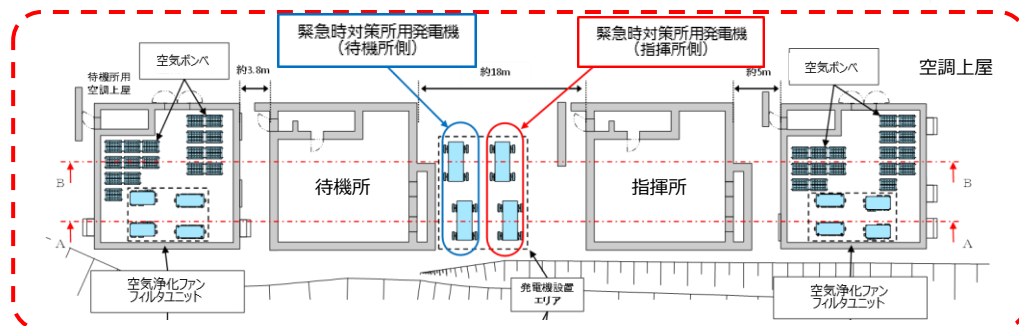 緊急時対策所用発電機
(待機所側)
緊急時対策所用発電機
(指揮所側)
空気ボンベ
待機所用
空調上屋
約3.8m
約18m
約5m
空気ボンベ
空調上屋
B
B
待機所
指揮所
A
A
空気浄化ファン
フィルタユニット
発電機設置
エリア
空気浄化ファン
フィルタユニット